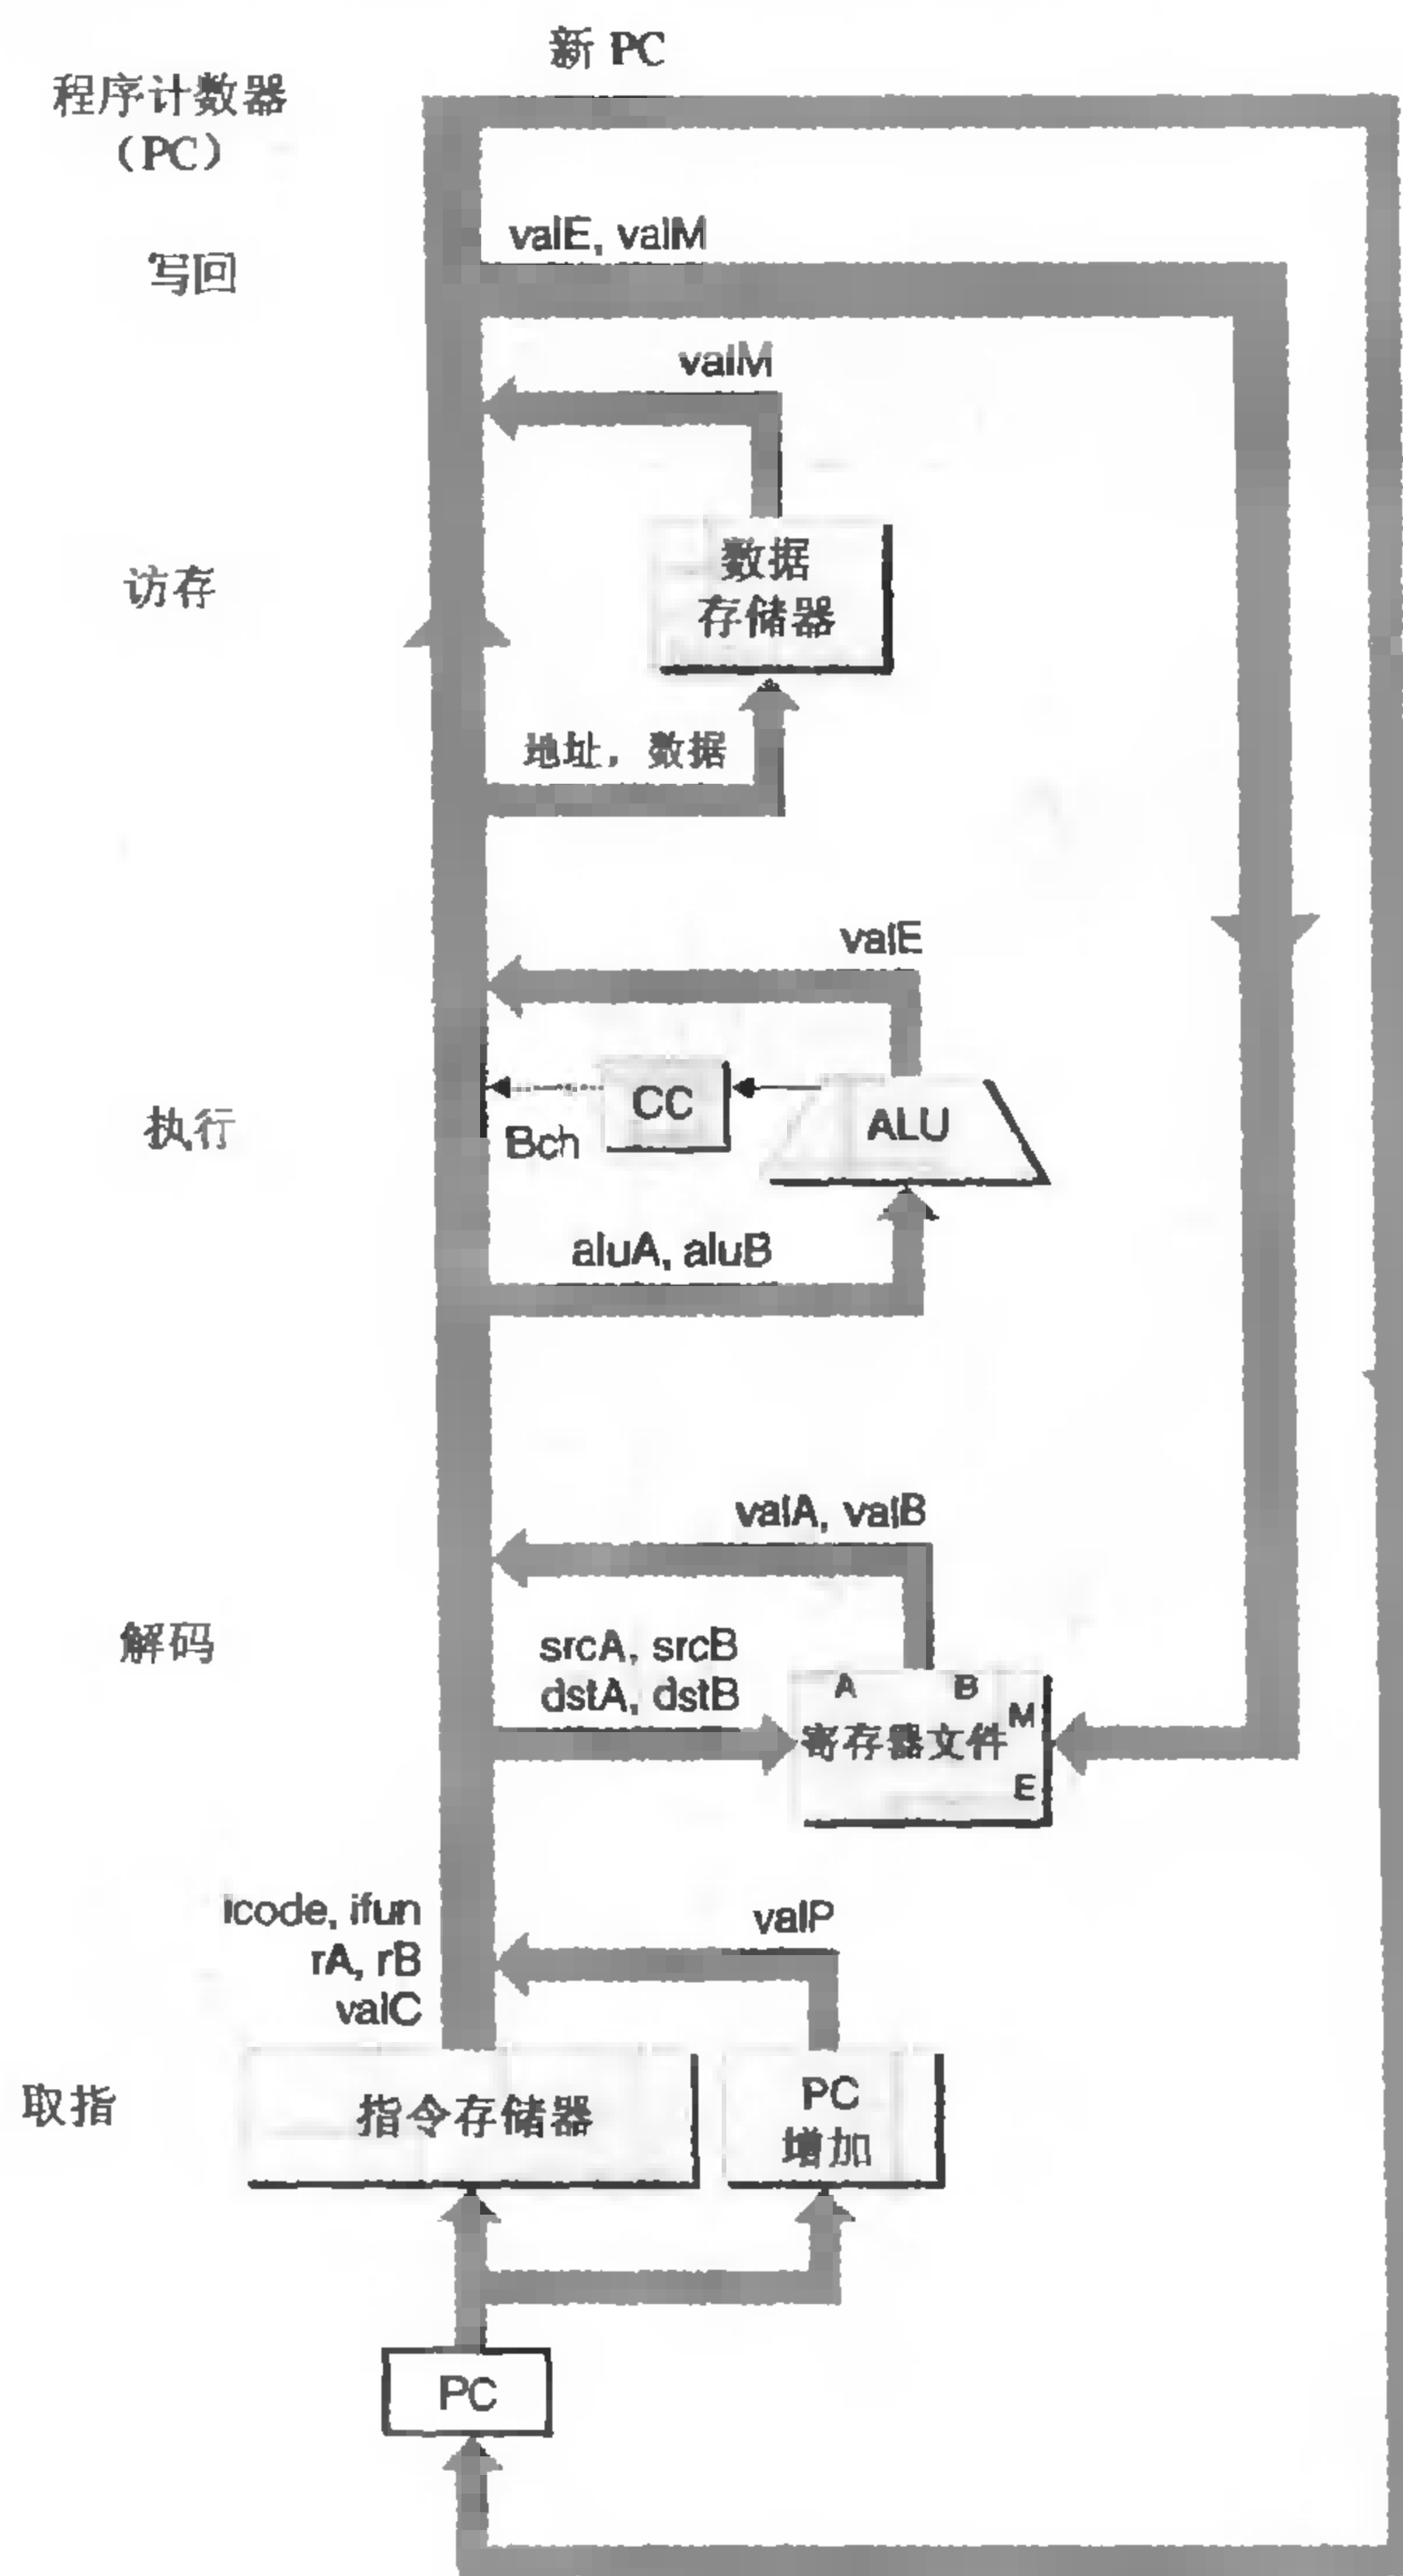 新 PC
程序计数器
（PC）
valE, valM
写回
valM
数据
存储器
访存
地址，数据
valE
CC
ALU
Bch
执行
aluA, aluB
valA, valB
解码
srcA, srcB
dstA, dstB
A B
M
寄存器文件
E
icode, ifun
rA, rB
valC
valP
取指
指令存储器
PC
增加
PC